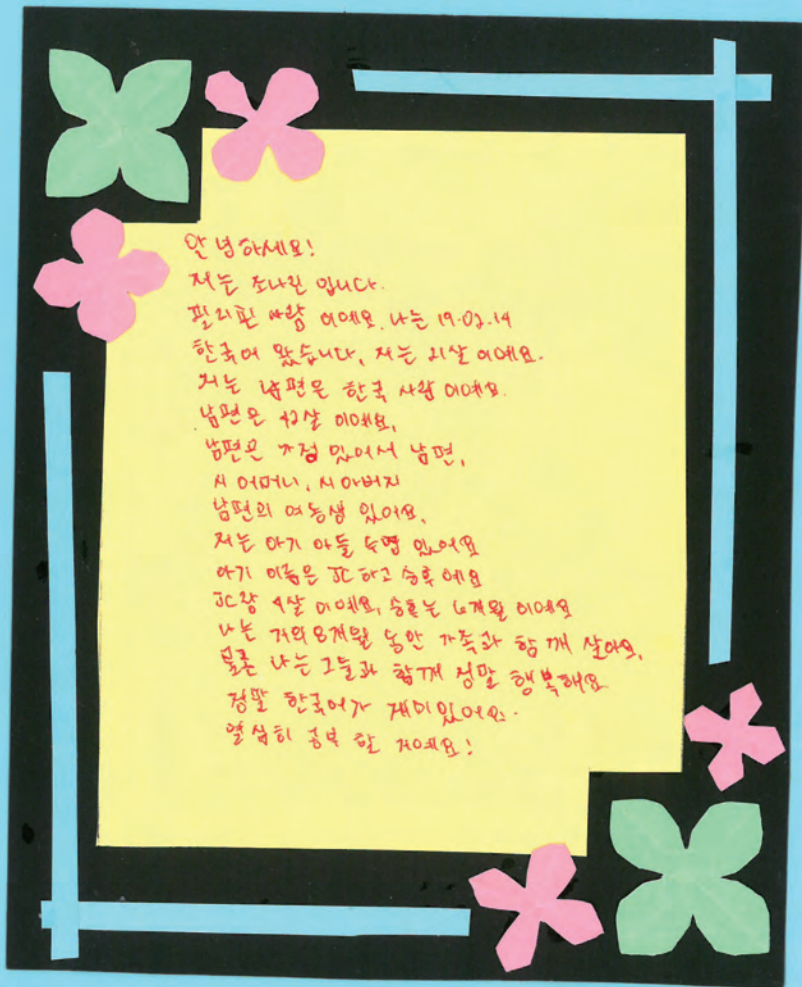 안녕하세요!
저는 조나린 입니다.
필리핀 사람 이에요. 나는 19.02.14
한국에 왔습니다, 저는 21살 이에요.
저는 남편은 한국 사람 이에요.
남편은 42살 이에요,
남편은 가정 있어서 남편,
시 어머니, 시 아버지
남편의 여동생 있어요,
저는 아기 아들 두명 있어요
아기 이름은 JC 하고 승후 에요
JC랑 4살 이에요, 승후는 6개월 이에요
나는 거의 8개월 동안 가족과 함 께 살아요,
물론 나는 그들과 함께 정말 행복해요
정말 한국어가 재미있어요.
열심히 공부 할 거에요!